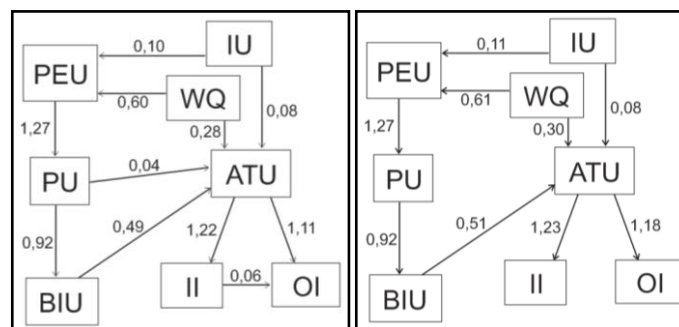 0,10
IU
PEU
0,60
WQ
0,08
1,27
0,28
PU
0,04
ATU
0,92
0,49
1,22
1,11
BIU
II
0,06
OI
0,11
IU
PEU
0,61
WQ
0,08
1,27
0,30
PU
ATU
0,92
0,51
1,23
1,18
BIU
II
OI